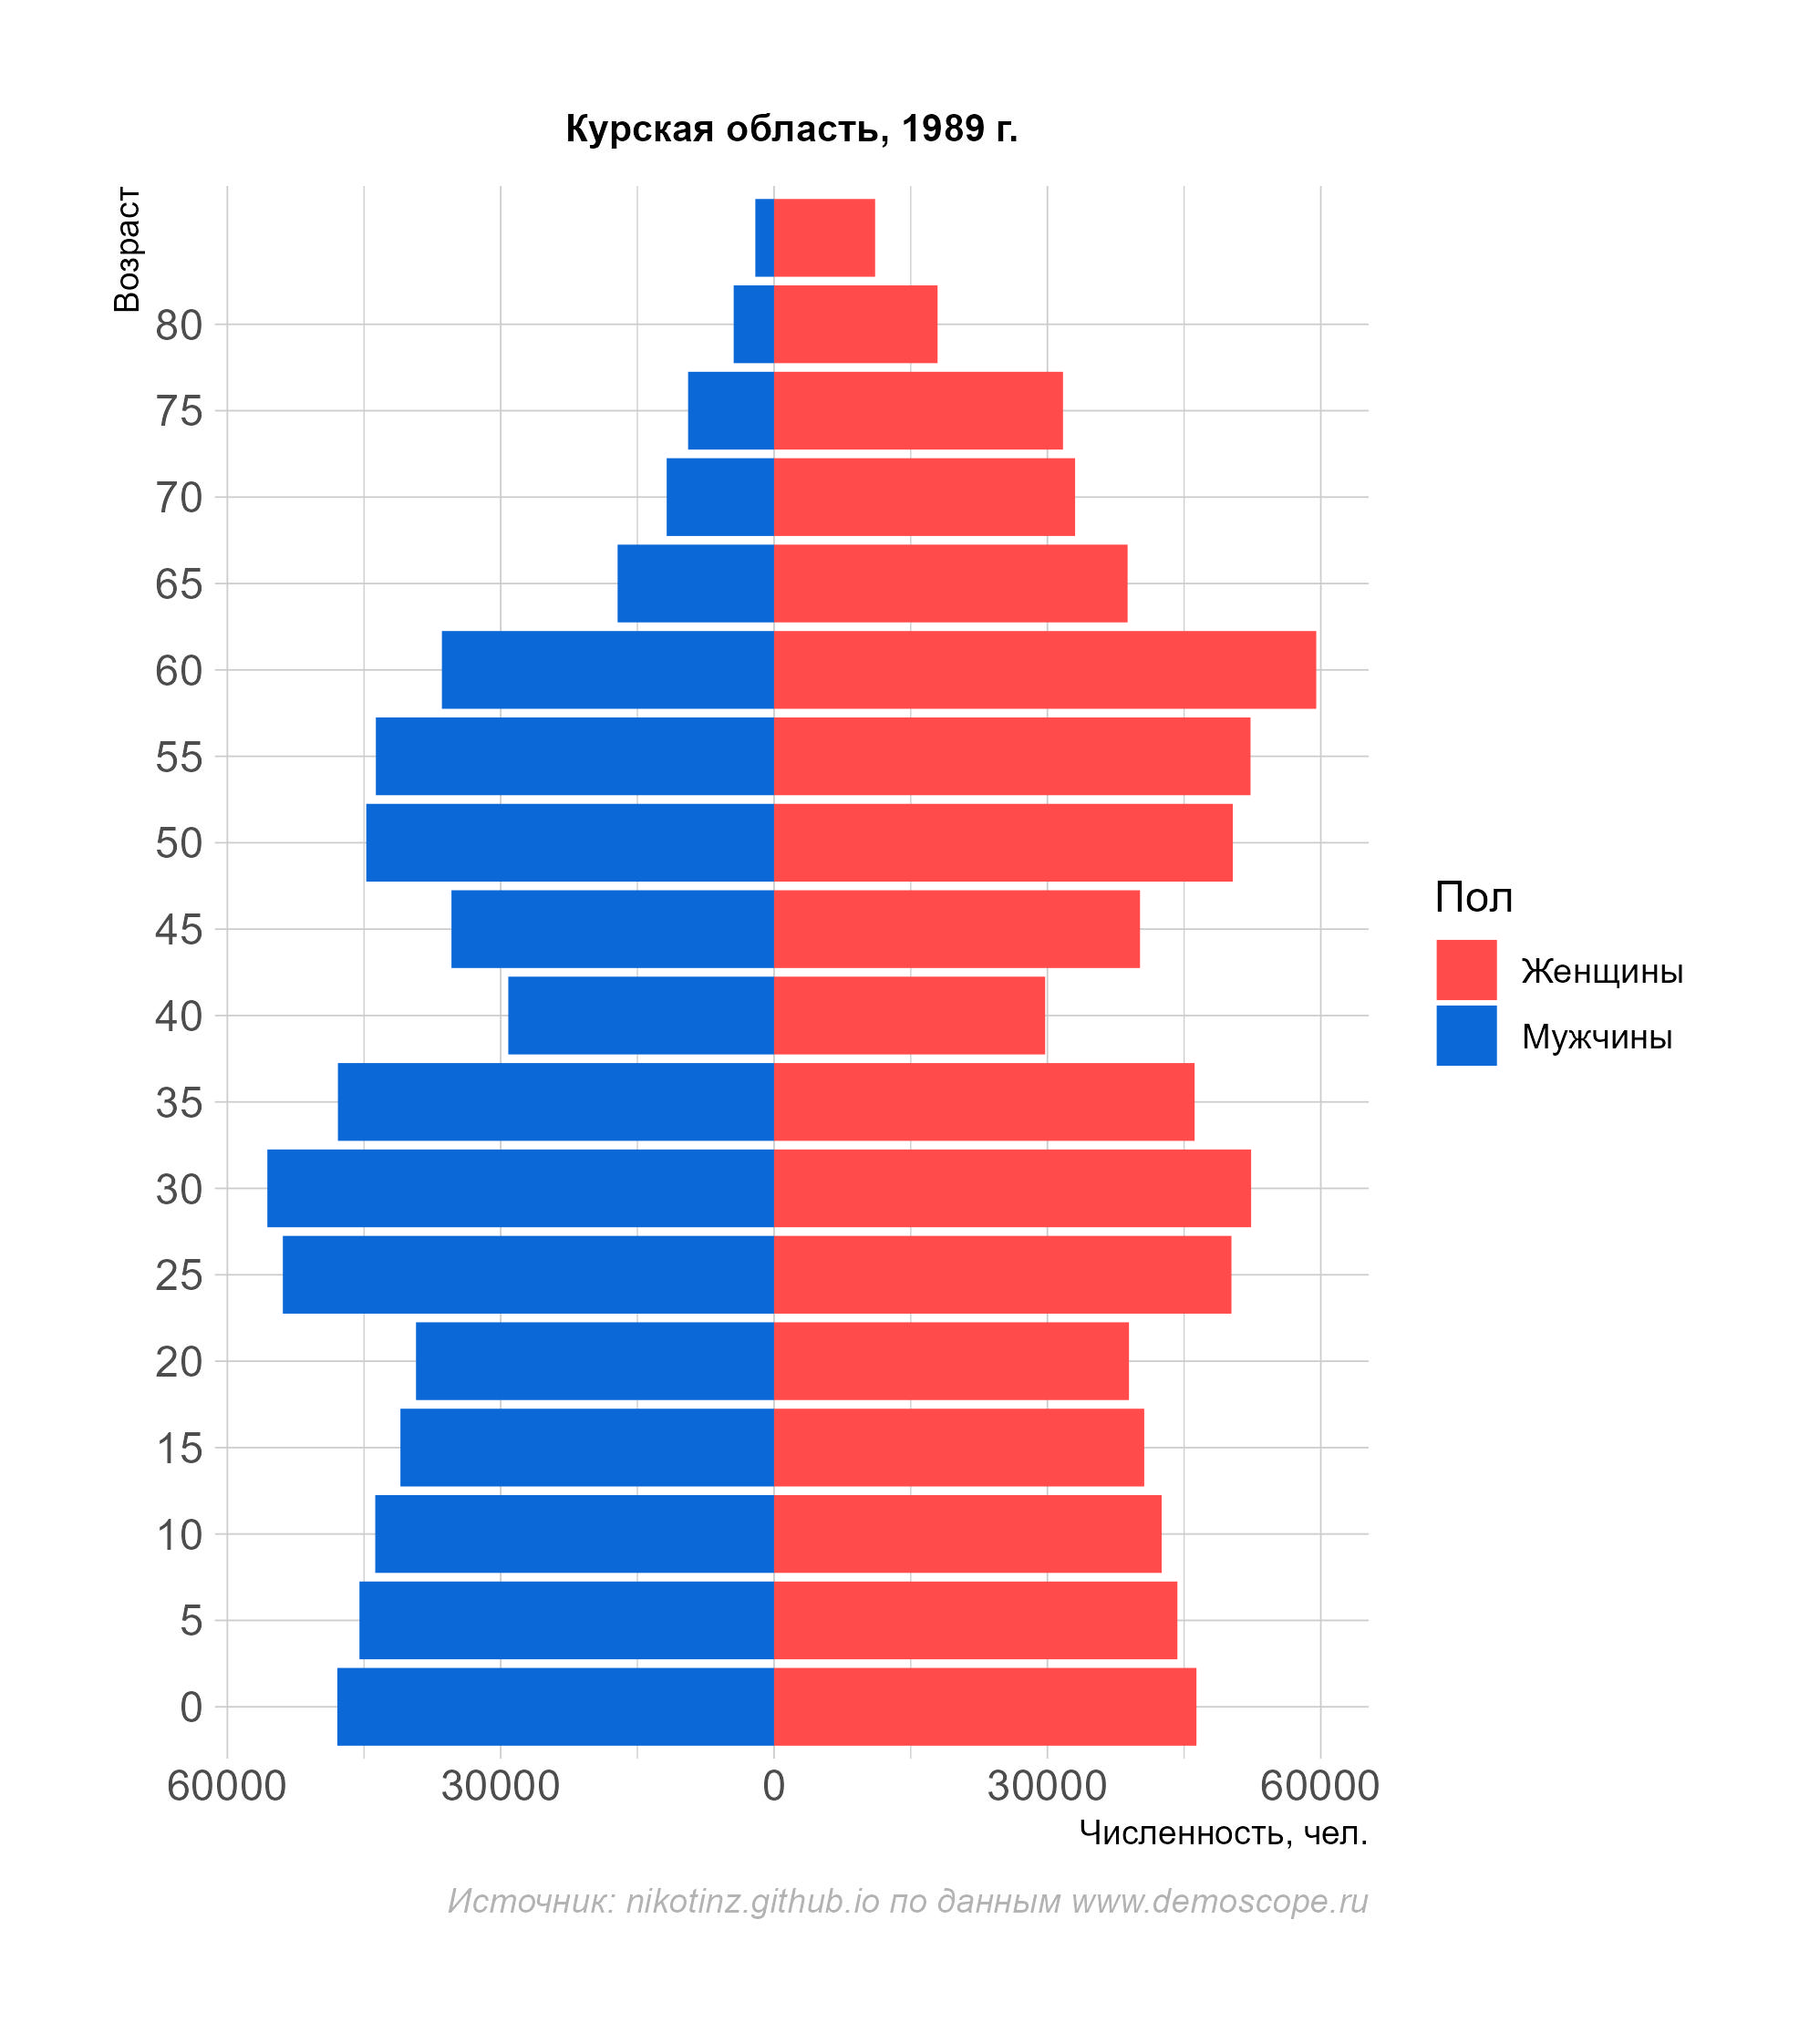 Курская область, 1989 г.
Возраст
80
75
70
65
60
55
50
45
40
35
30
25
20
15
10
5
0
60000 30000 0 30000 60000
Численность, чел.
Пол
Женщины
Мужчины
Источник: nikotinz.github.io по данным www.demoscope.ru